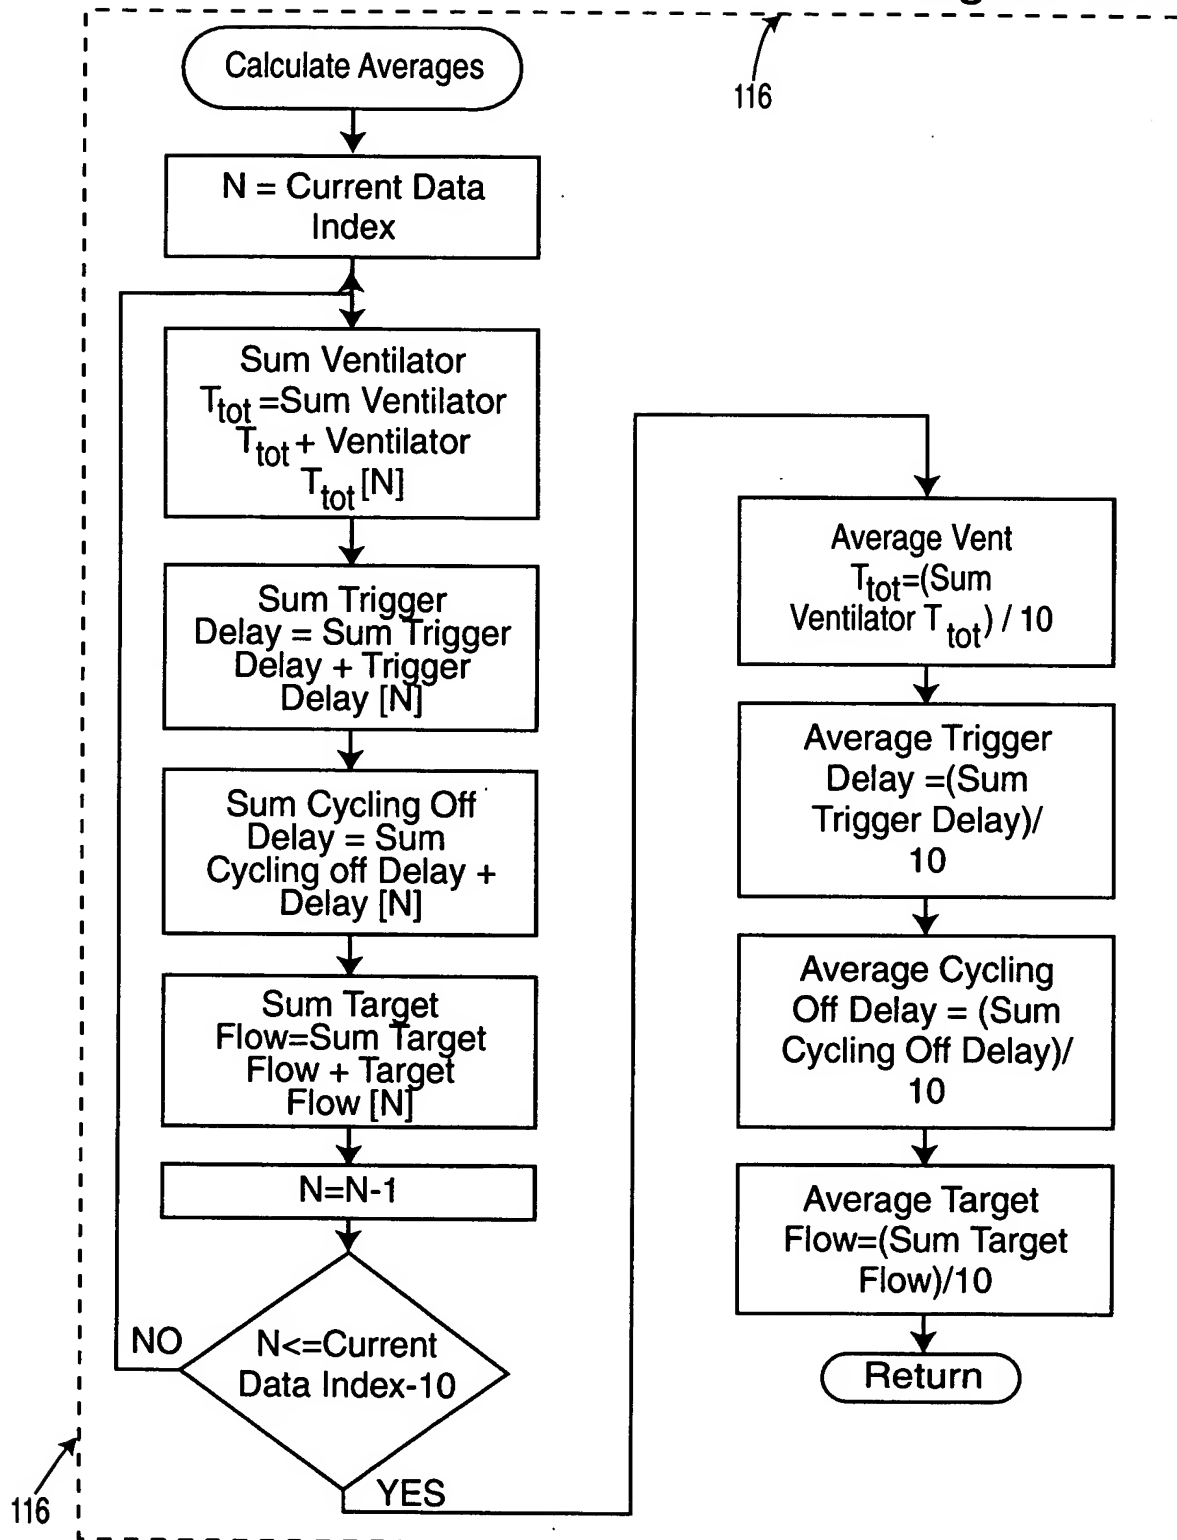 116
Calculate Averages
N = Current Data
Index
Sum Ventilator
Ttot =Sum Ventilator
Ttot + Ventilator
Ttot [N]
Sum Trigger
Delay = Sum Trigger
Delay + Trigger
Delay [N]
Sum Cycling Off
Delay = Sum
Cycling off Delay +
Delay [N]
Sum Target
Flow=Sum Target
Flow + Target
Flow [N]
N=N-1
NO
N<=Current
Data Index-10
YES
116
Average Vent
Ttot=(Sum
Ventilator Ttot) / 10
Average Trigger
Delay =(Sum
Trigger Delay)/
10
Average Cycling
Off Delay = (Sum
Cycling Off Delay)/
10
Average Target
Flow=(Sum Target
Flow)/10
Return